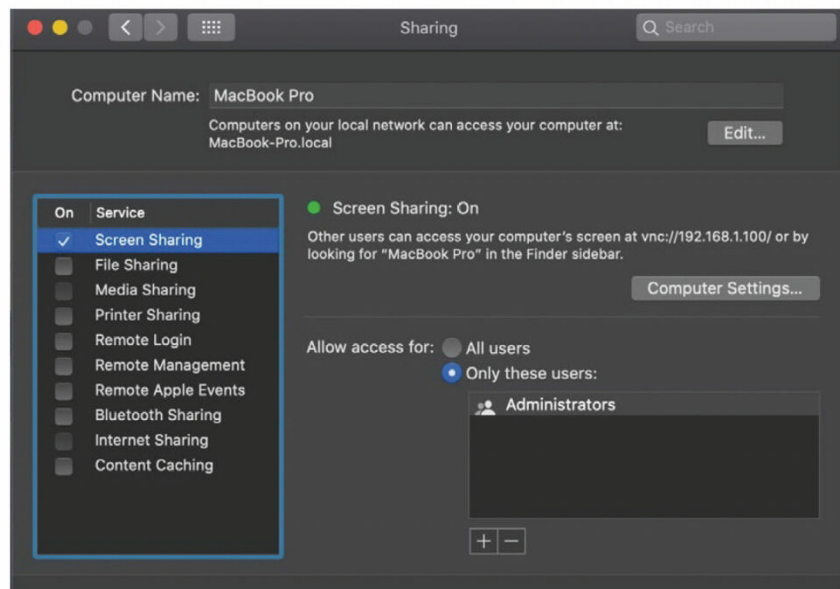 Sharing
Search
Computer Name: MacBook Pro
Computers on your local network can access your computer at:
MacBook-Pro.local
Edit...
On Service
Screen Sharing
File Sharing
Media Sharing
Printer Sharing
Remote Login
Remote Management
Remote Apple Events
Bluetooth Sharing
Internet Sharing
Content Caching
Screen Sharing: On
Other users can access your computer's screen at vnc://192.168.1.100/ or by
looking for "MacBook Pro" in the Finder sidebar.
Computer Settings...
Allow access for: All users
Only these users:
Administrators